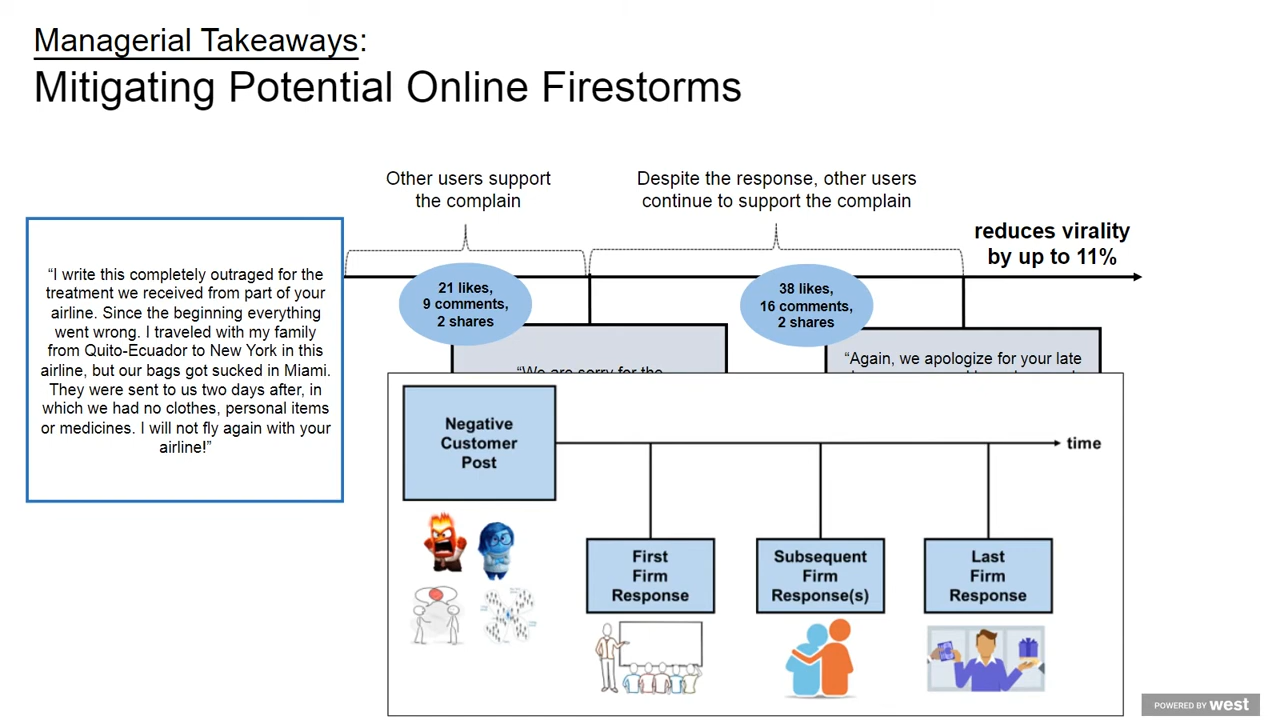 Managerial Takeaways:
Mitigating Potential Online Firestorms
Other users support
the complain
Despite the response, other users
continue to support the complain
reduces virality
by up to 11%
“I write this completely outraged for the
treatment we received from part of your
airline. Since the beginning everything
went wrong. I traveled with my family
from Quito-Ecuador to New York in this
airline, but our bags got sucked in Miami.
They were sent to us two days after, in
which we had no clothes, personal items
or medicines. I will not fly again with your
airline!”
21 likes,
9 comments,
2 shares
38 likes,
16 comments,
2 shares
“We are sorry for the
“Again, we apologize for your late
Negative
Customer
Post
time
First
Firm
Response
Subsequent
Firm
Response(s)
Last
Firm
Response
POWERED BY west